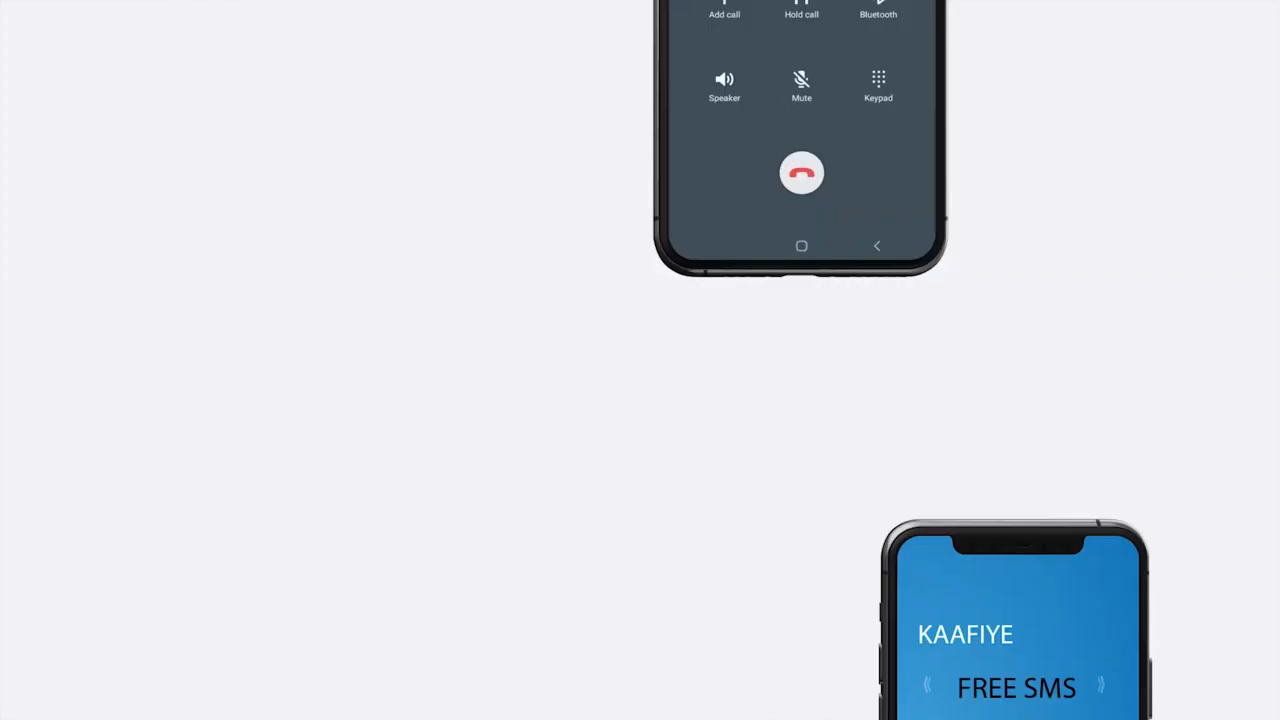 Add call Hold call Bluetooth
Speaker Mute Keypad
KAAFIYE
FREE SMS